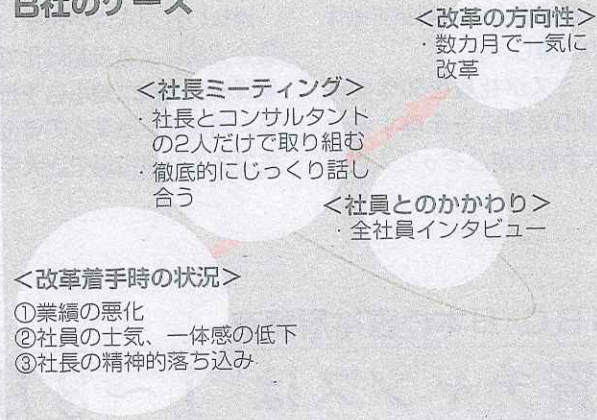 B社のケース
<改革の方向性>
・数カ月で一気に
改革
<社長ミーティング>
・社長とコンサルタント
の2人だけで取り組む
・徹底的にじっくり話し
合う
<社員とのかかわり>
・全社員インタビュー
<改革着手時の状況>
①業績の悪化
②社員の士気、一体感の低下
③社長の精神的落ち込み